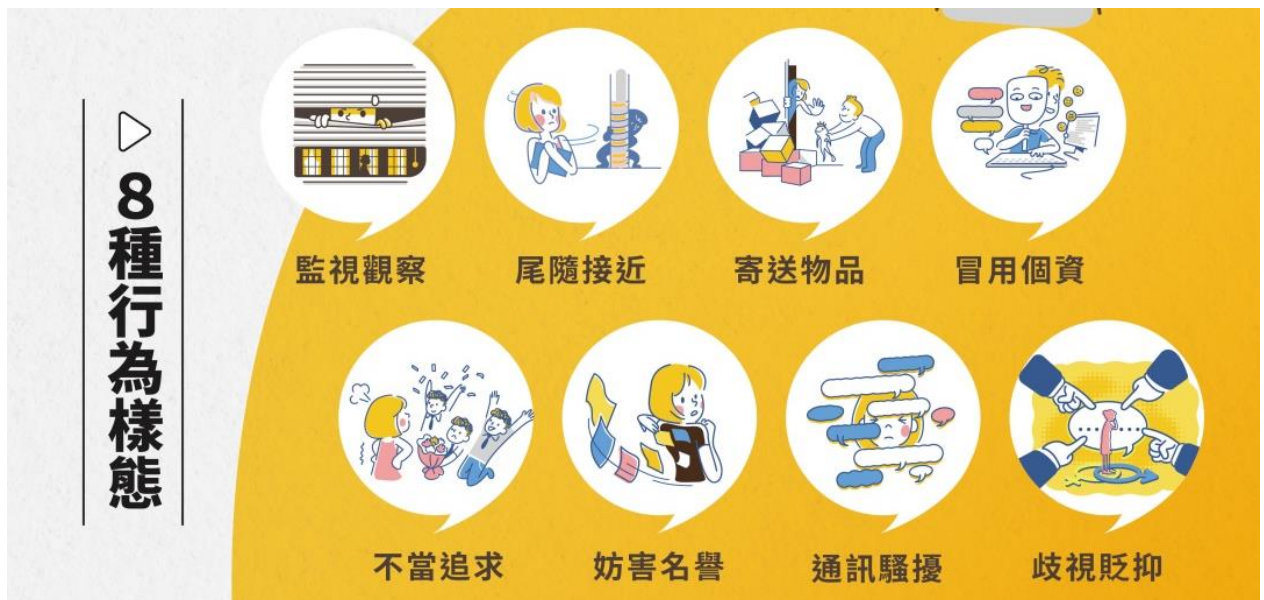 8種行為樣態
監視觀察
尾隨接近
寄送物品
冒用個資
不當追求
妨害名譽
通訊騷擾
歧視貶抑